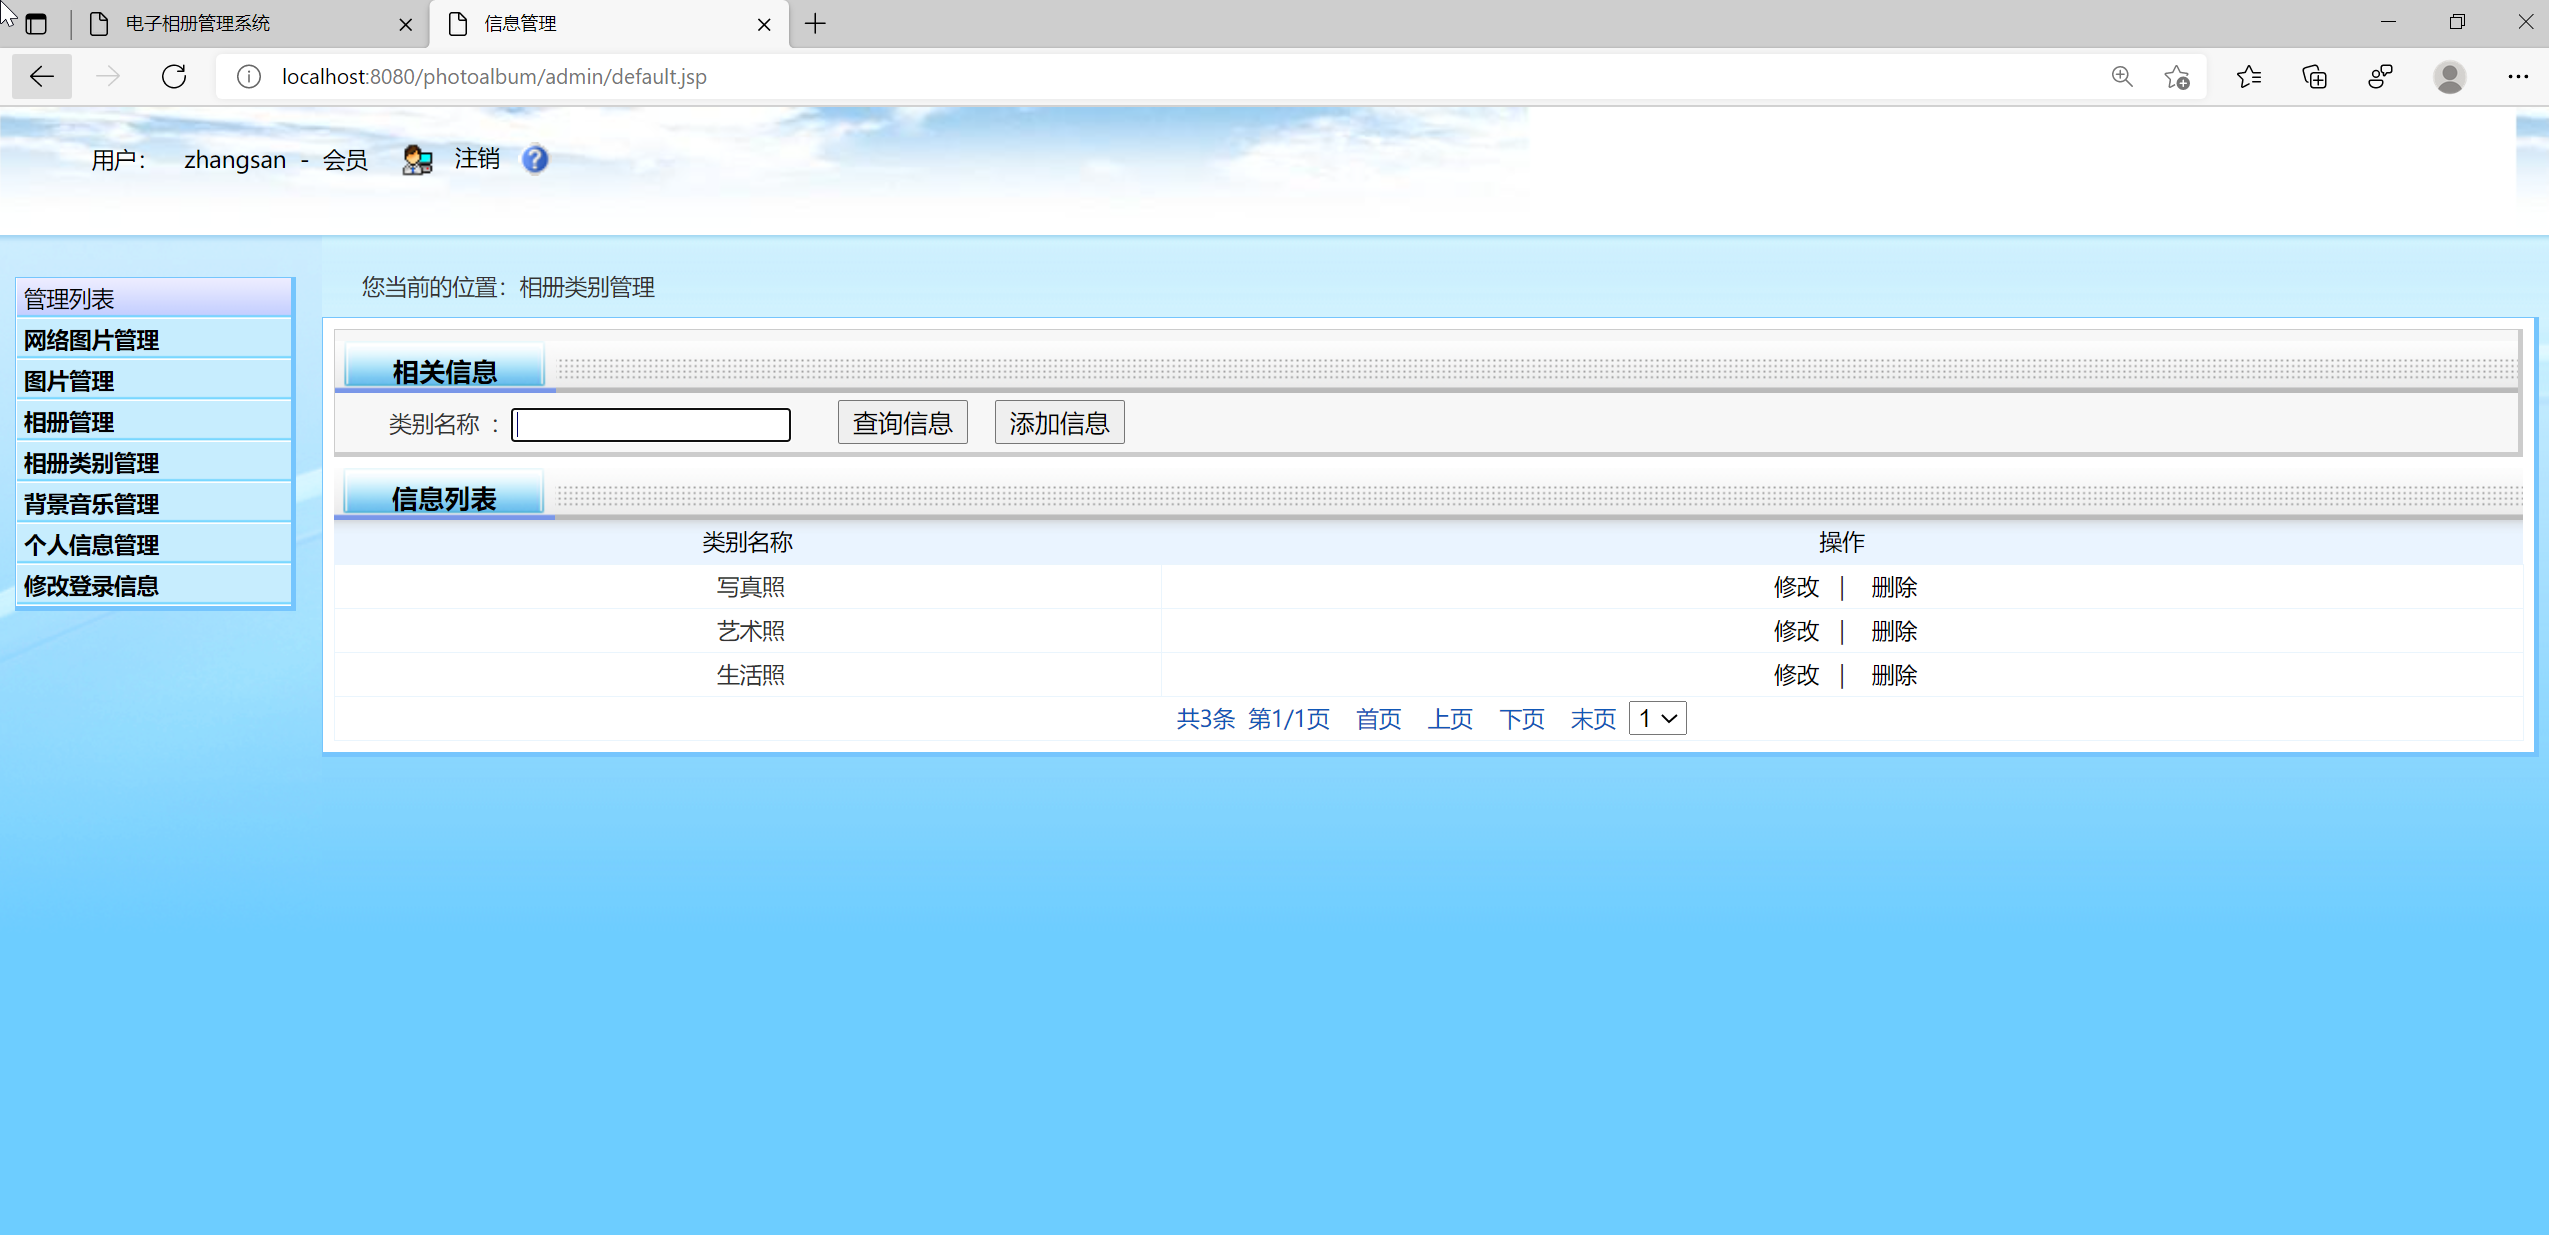 电子相册管理系统
信息管理
localhost:8080/photoalbum/admin/default.jsp
用户： zhangsan - 会员 注销 ?
您当前的位置：相册类别管理
管理列表
网络图片管理
图片管理
相册管理
相册类别管理
背景音乐管理
个人信息管理
修改登录信息
相关信息
类别名称 ： 查询信息 添加信息
信息列表
类别名称 操作
写真照 修改 | 删除
艺术照 修改 | 删除
生活照 修改 | 删除
共3条 第1/1页 首页 上页 下页 末页 1